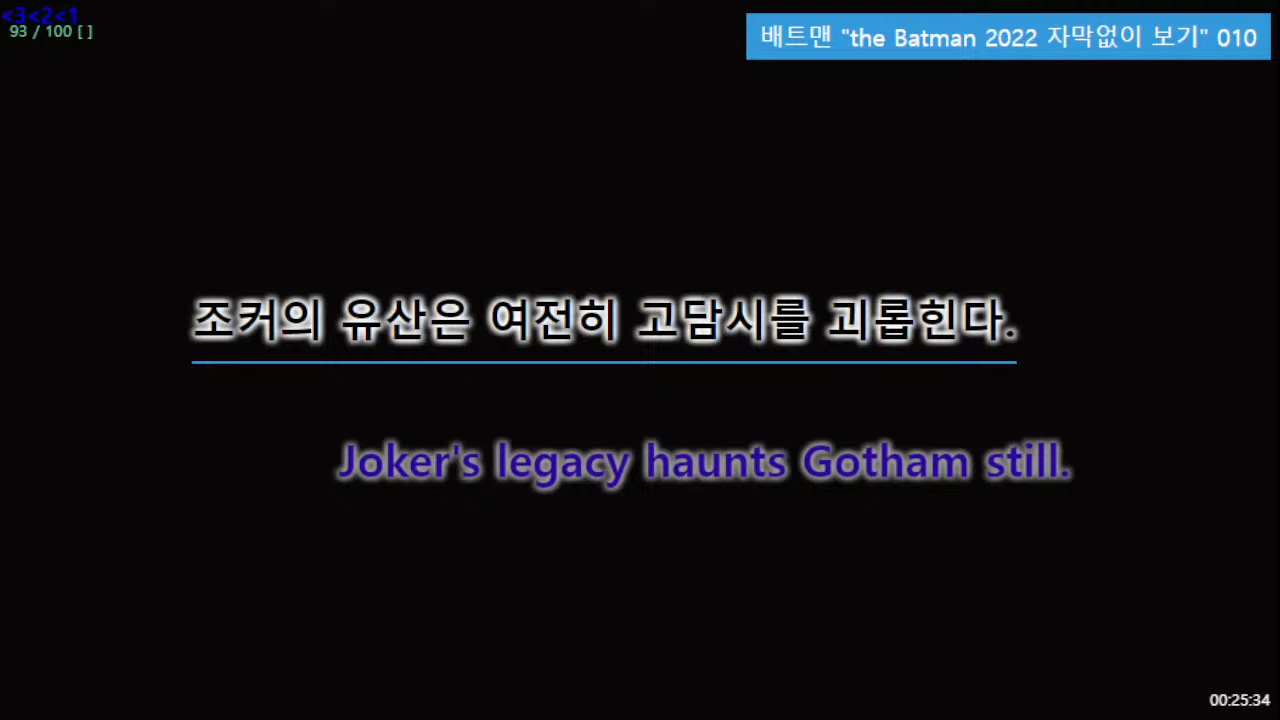 <3<2<1
93 / 100 [ ]
배트맨 "the Batman 2022 자막없이 보기" 010
조커의 유산은 여전히 고담시를 괴롭힌다.
Joker's legacy haunts Gotham still.
00:25:34